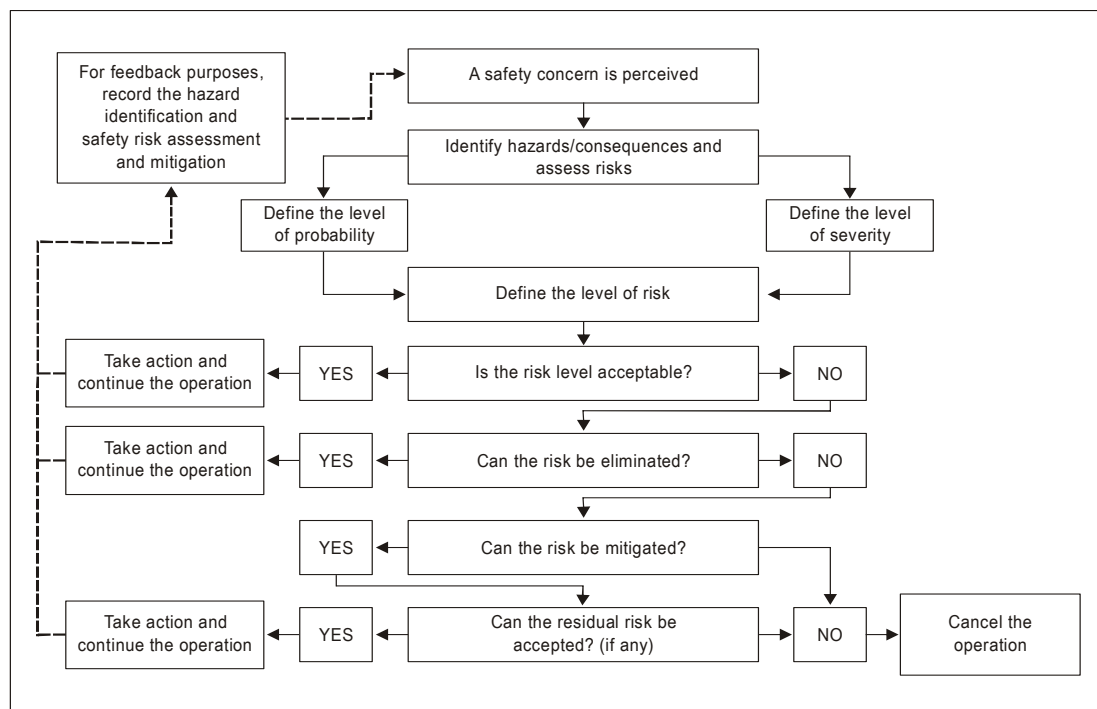 For feedback purposes,
record the hazard
identification and
safety risk assessment
and mitigation
A safety concern is perceived
Identify hazards/consequences and
assess risks
Define the level
of probability
Define the level
of severity
Define the level of risk
Take action and
continue the operation
YES
Is the risk level acceptable?
NO
Take action and
continue the operation
YES
Can the risk be eliminated?
NO
YES
Can the risk be mitigated?
Take action and
continue the operation
YES
Can the residual risk be
accepted? (if any)
NO
Cancel the
operation